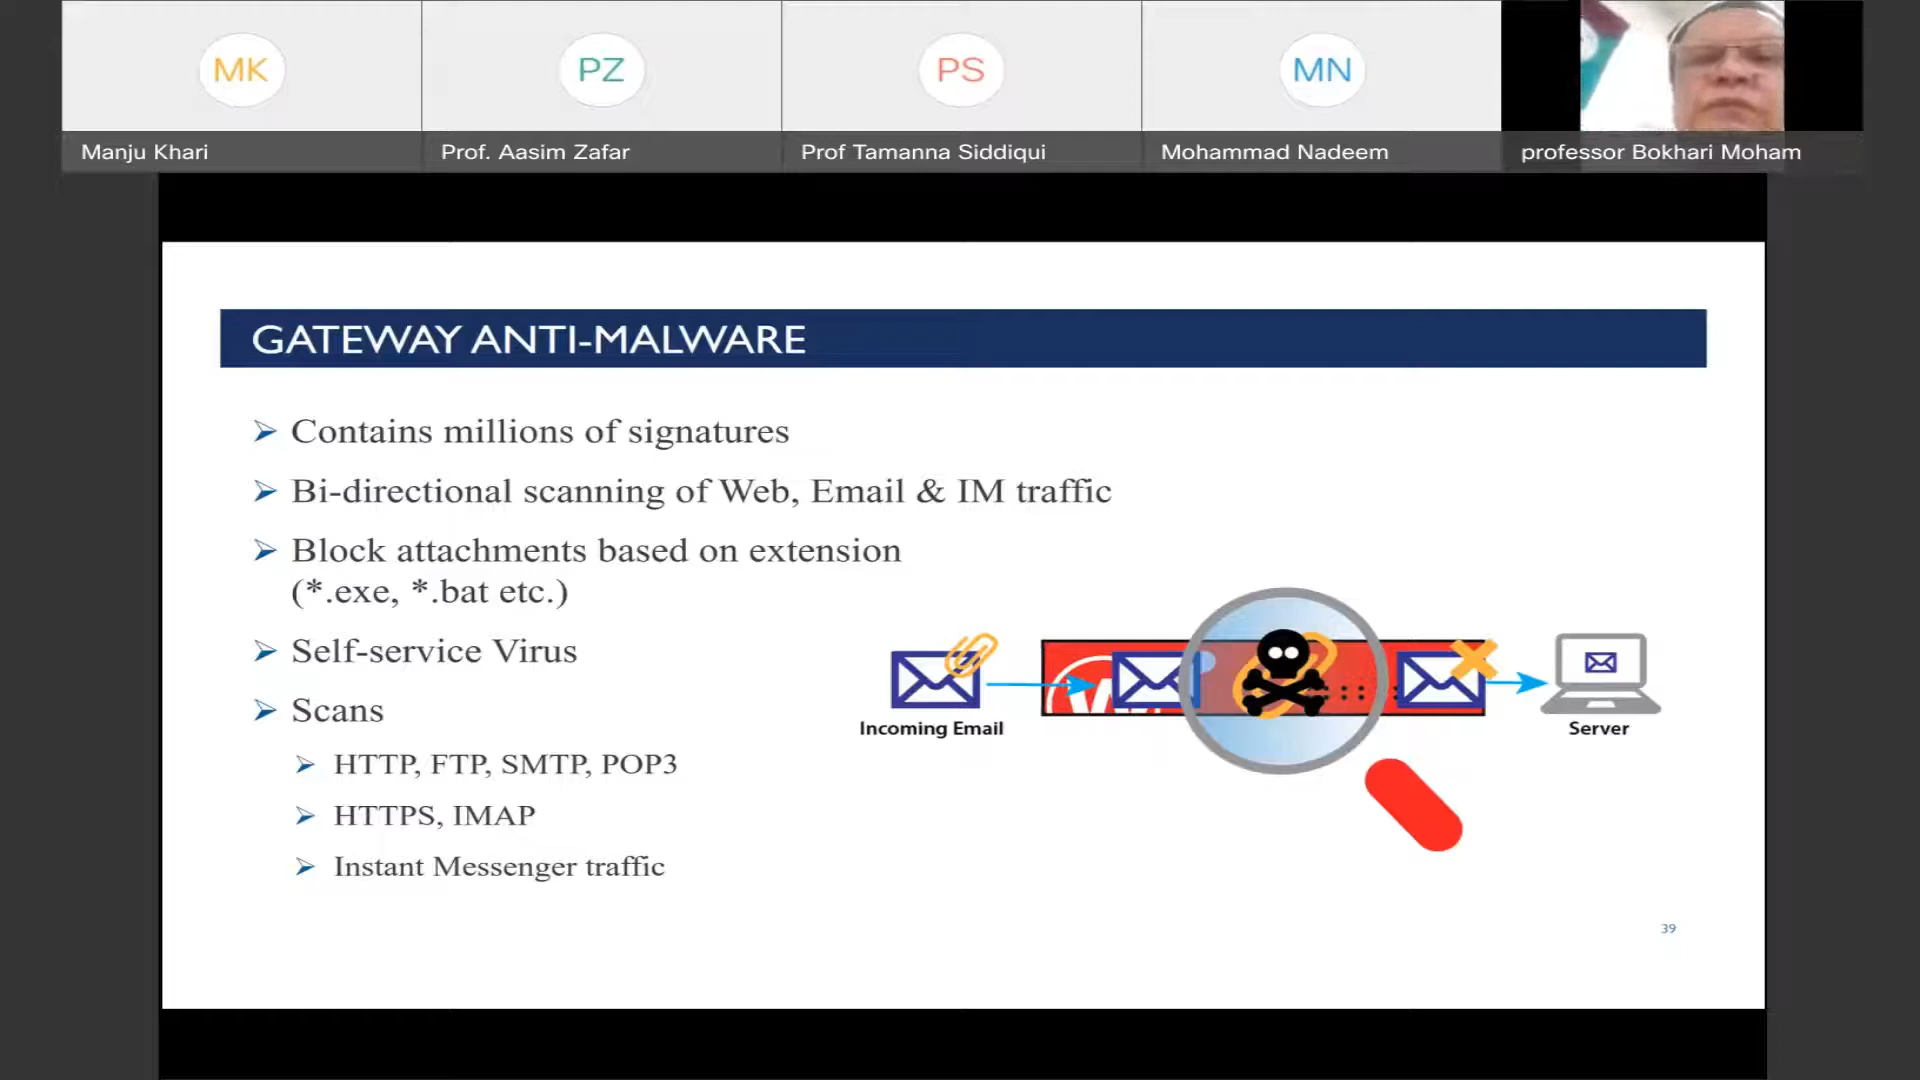 MK
PZ
PS
MN
Manju Khari
Prof. Aasim Zafar
Prof Tamanna Siddiqui
Mohammad Nadeem
professor Bokhari Moham
GATEWAY ANTI-MALWARE
Contains millions of signatures
Bi-directional scanning of Web, Email & IM traffic
Block attachments based on extension
(*.exe, *.bat etc.)
Self-service Virus
Scans
HTTP, FTP, SMTP, POP3
HTTPS, IMAP
Instant Messenger traffic
Incoming Email
Server
39